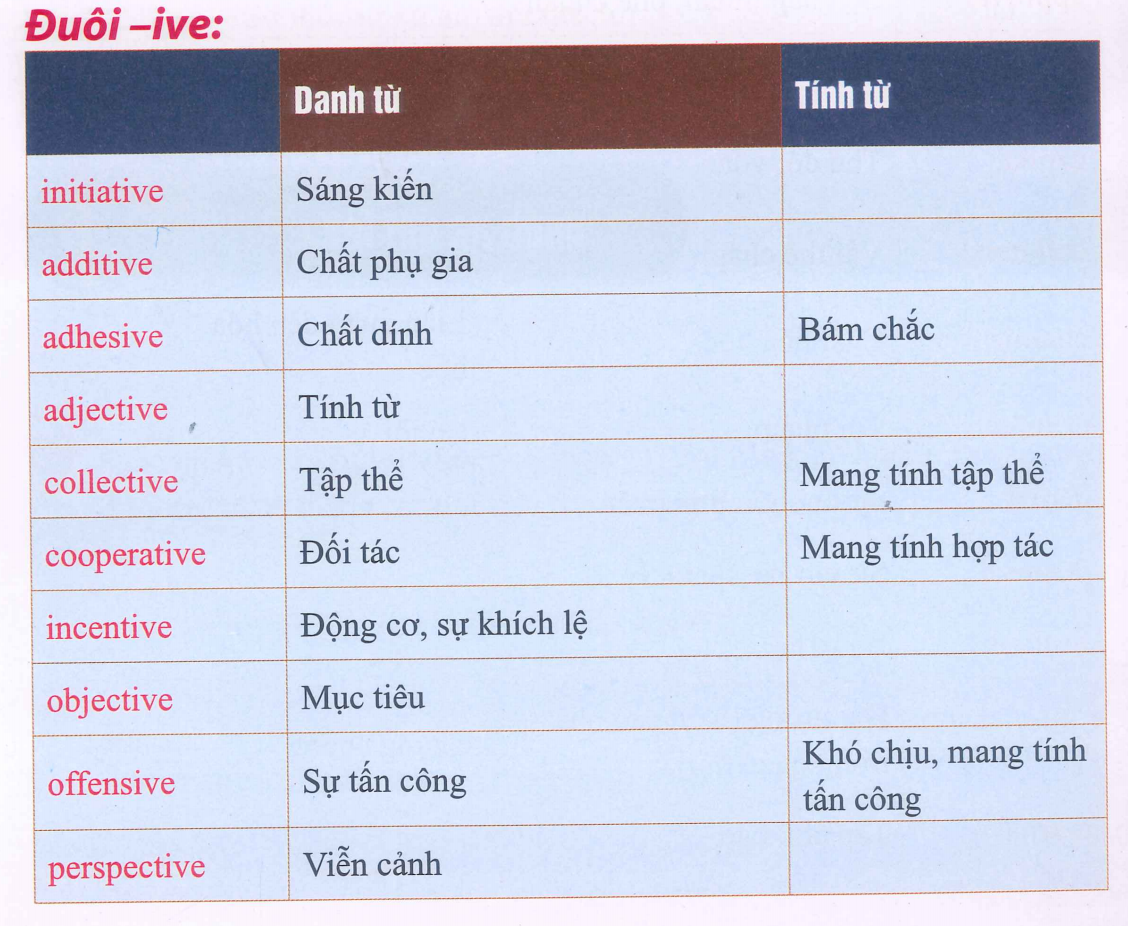 Đuôi –ive:
Danh từ Tính từ
initiative Sáng kiến
additive Chất phụ gia
adhesive Chất dính Bám chắc
adjective Tính từ
collective Tập thể Mang tính tập thể
cooperative Đối tác Mang tính hợp tác
incentive Động cơ, sự khích lệ
objective Mục tiêu
offensive Sự tấn công Khó chịu, mang tính
tấn công
perspective Viễn cảnh